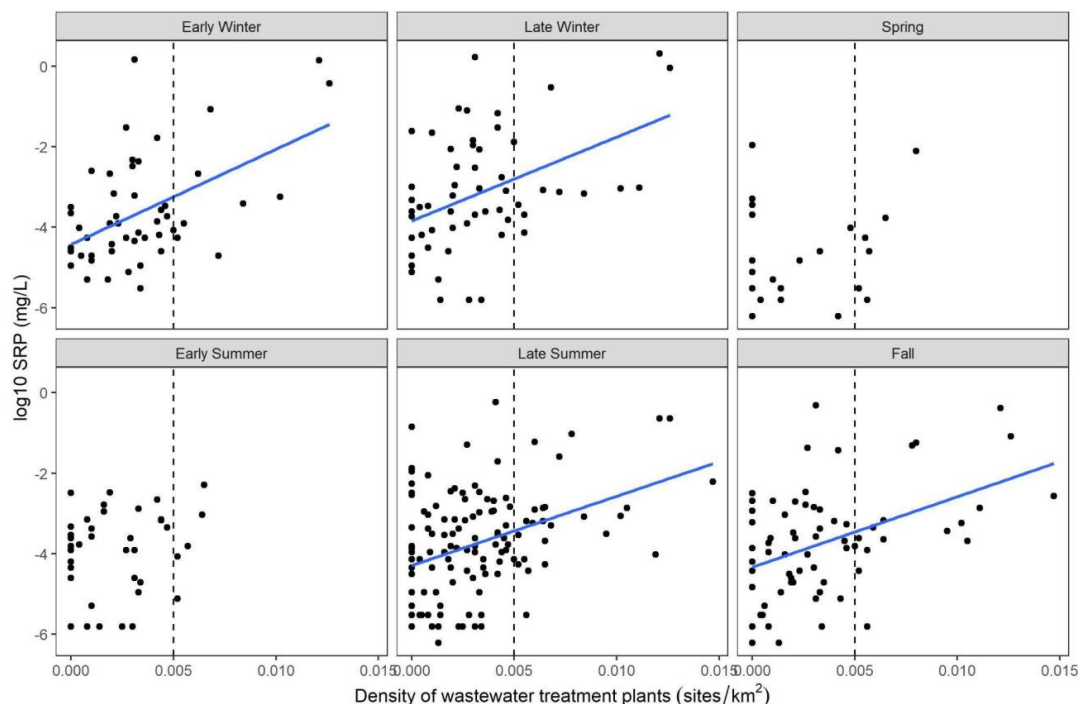 Early Winter
Late Winter
Spring
0
-2
-4
-6
Early Summer
Late Summer
Fall
0
-2
-4
-6
log10 SRP (mg/L)
0.000 0.005 0.010 0.015 0.000 0.005 0.010 0.015 0.000 0.005 0.010 0.015
Density of wastewater treatment plants (sites/km²)